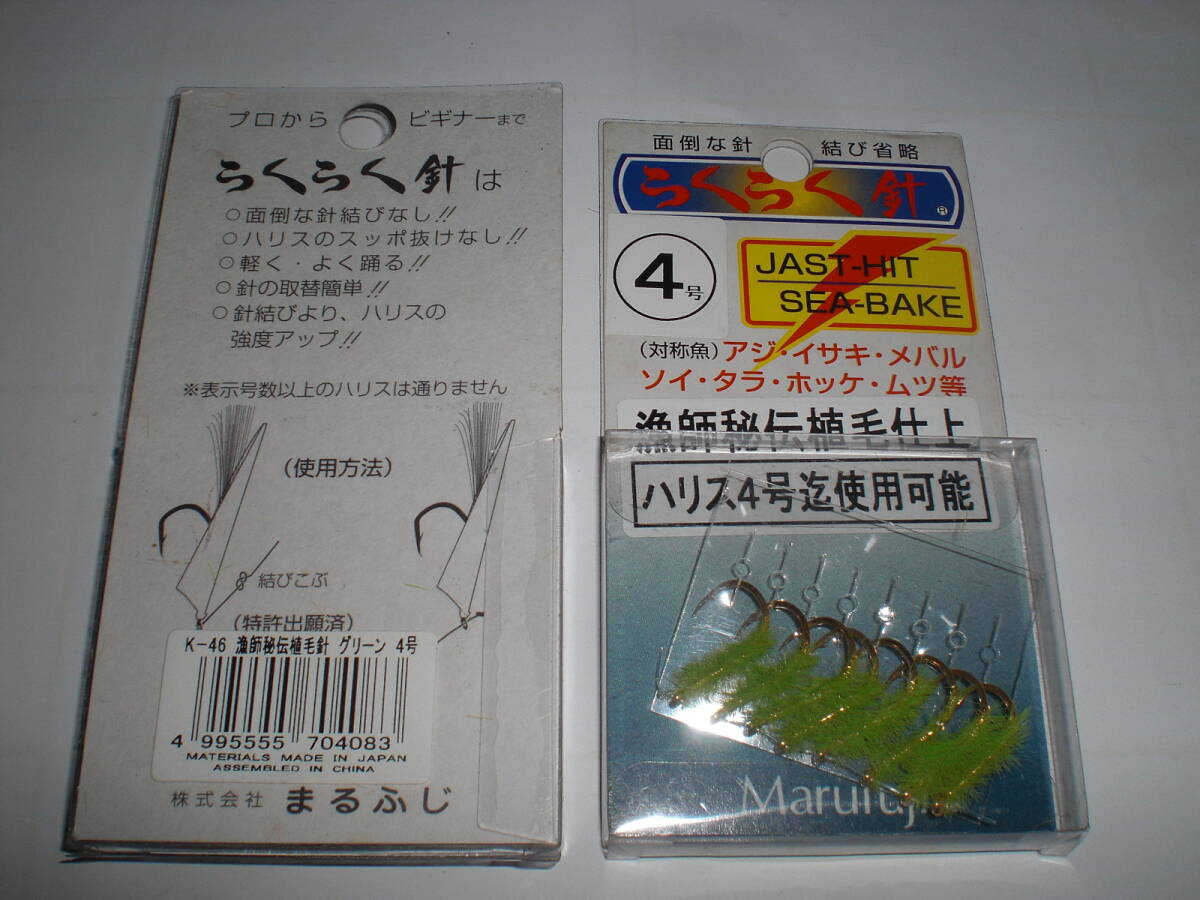 プロから ビギナーまで
らくらく針は
○面倒な針結びなし!!
○ハリスのスッポ抜けなし!!
○軽く・よく踊る!!
○針の取替簡単!!
○針結びより、ハリスの
強度アップ!!
※表示号数以上のハリスは通りません
(使用方法)
結びこぶ
(特許出願済)
K-46 漁師秘伝植毛針 グリーン 4号
4 995555 704083
MATERIALS MADE IN JAPAN
ASSEMBLED IN CHINA
株式会社 まるふじ
面倒な針 結び省略
らくらく針®
4号
JAST-HIT
SEA-BAKE
(対称魚)アジ・イサキ・メバル
ソイ・タラ・ホッケ・ムツ等
漁師秘伝植毛仕上
ハリス4号迄使用可能
Marufuji